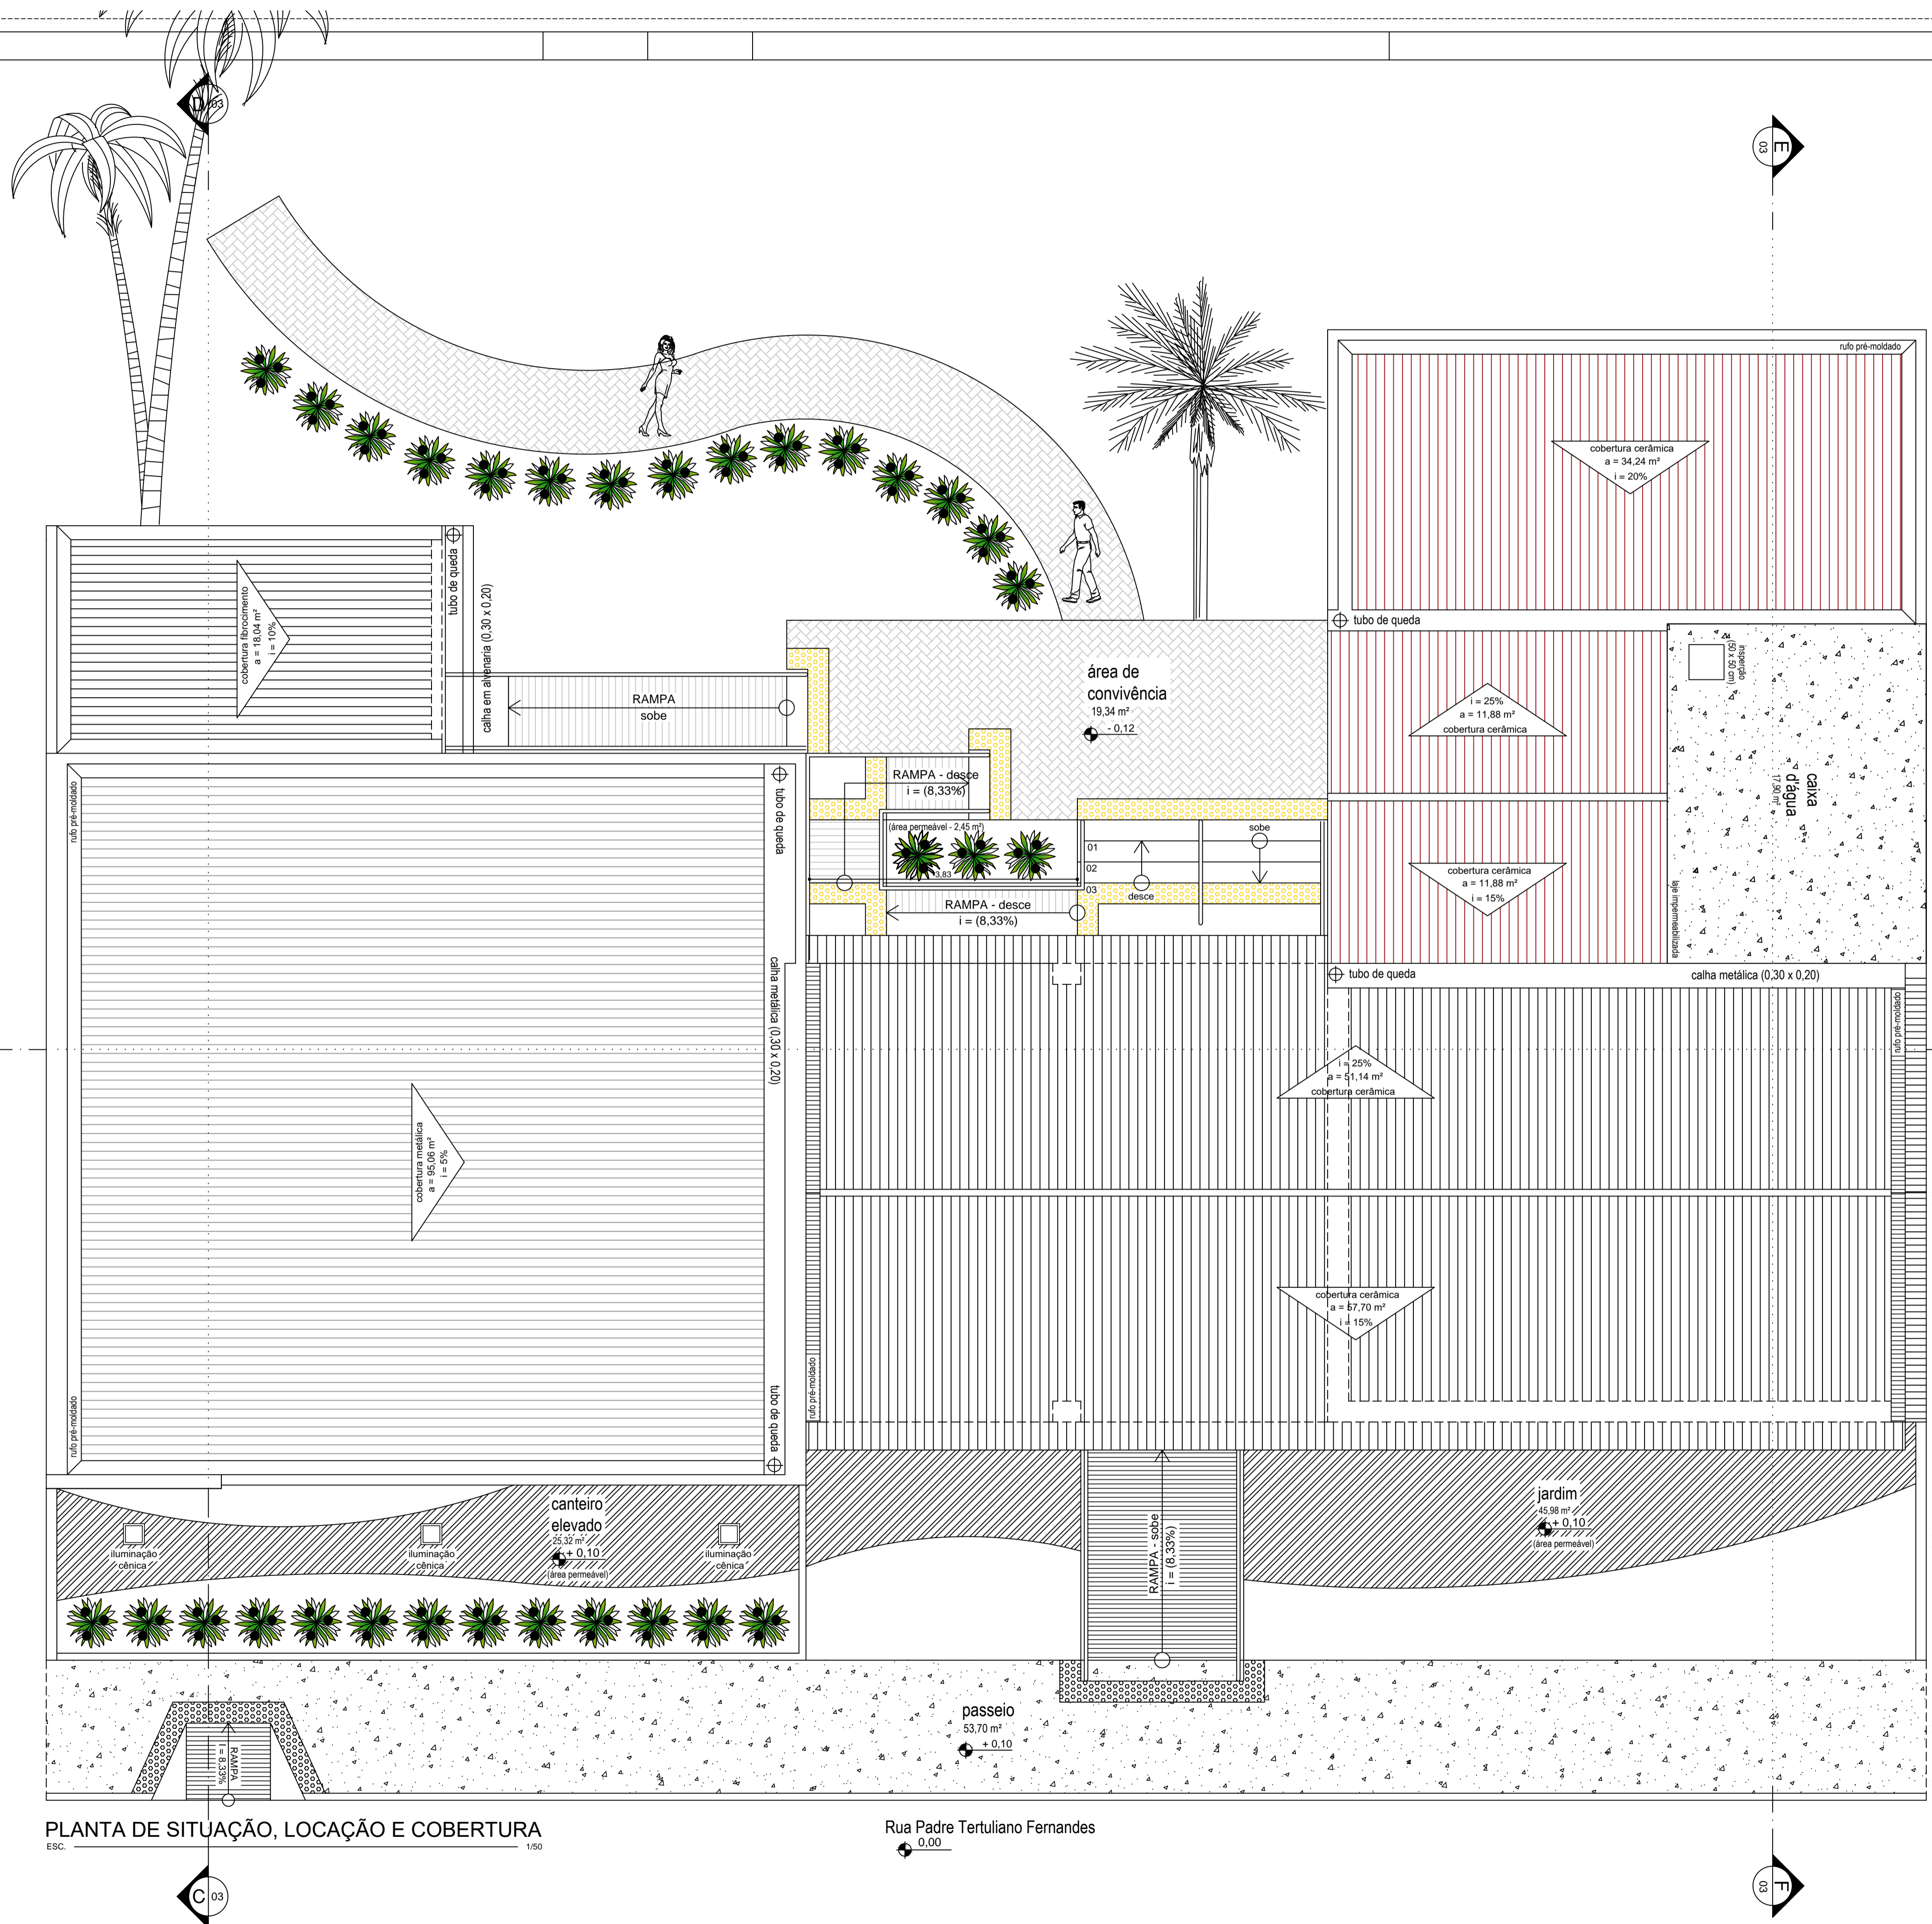 D 03
E
03
rufo pré-moldado
cobertura cerâmica
a = 34,24 m²
i = 20%
tubo de queda
calha em alvenaria (0,30 x 0,20)
cobertura fibrocimento
a = 18,04 m²
i = 10%
RAMPA
sobe
área de
convivência
19,34 m²
- 0,12
tubo de queda
inspeção
(50 x 50 cm)
i = 25%
a = 11,88 m²
cobertura cerâmica
caixa
d'água
17,90 m²
rufo pré-moldado
tubo de queda
RAMPA - desce
i = (8,33%)
(área permeável - 2,45 m²)
3,83
01
02
03
sobe
desce
RAMPA - desce
i = (8,33%)
cobertura cerâmica
a = 11,88 m²
i = 15%
laje impermeabilizada
tubo de queda
calha metálica (0,30 x 0,20)
calha metálica (0,30 x 0,20)
rufo pré-moldado
i = 25%
a = 51,14 m²
cobertura cerâmica
cobertura metálica
a = 95,06 m²
i = 5%
cobertura cerâmica
a = 57,70 m²
i = 15%
rufo pré-moldado
tubo de queda
rufo pré-moldado
canteiro
elevado
25,32 m²
+ 0,10
(área permeável)
iluminação
cênica
iluminação
cênica
iluminação
cênica
RAMPA - sobe
i = (8,33%)
jardim
45,98 m²
+ 0,10
(área permeável)
passeio
53,70 m²
+ 0,10
RAMPA
i = 8,33%
PLANTA DE SITUAÇÃO, LOCAÇÃO E COBERTURA
ESC. 1/50
Rua Padre Tertuliano Fernandes
0,00
C 03
F
03